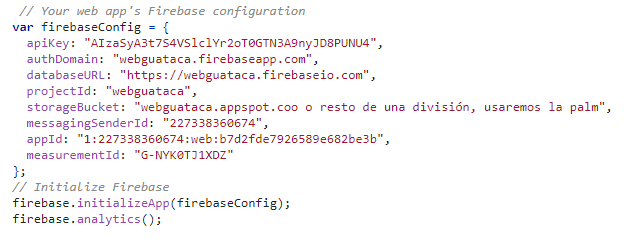 // Your web app's Firebase configuration
var firebaseConfig = {
apiKey: "AIzaSyA3t7S4VSlclYr2oT0GTN3A9nyJD8PUNU4",
authDomain: "webguataca.firebaseapp.com",
databaseURL: "https://webguataca.firebaseio.com",
projectId: "webguataca",
storageBucket: "webguataca.appspot.coo o resto de una división, usaremos la palm",
messagingSenderId: "227338360674",
appId: "1:227338360674:web:b7d2fde7926589e682be3b",
measurementId: "G-NYK0TJ1XDZ"
};
// Initialize Firebase
firebase.initializeApp(firebaseConfig);
firebase.analytics();